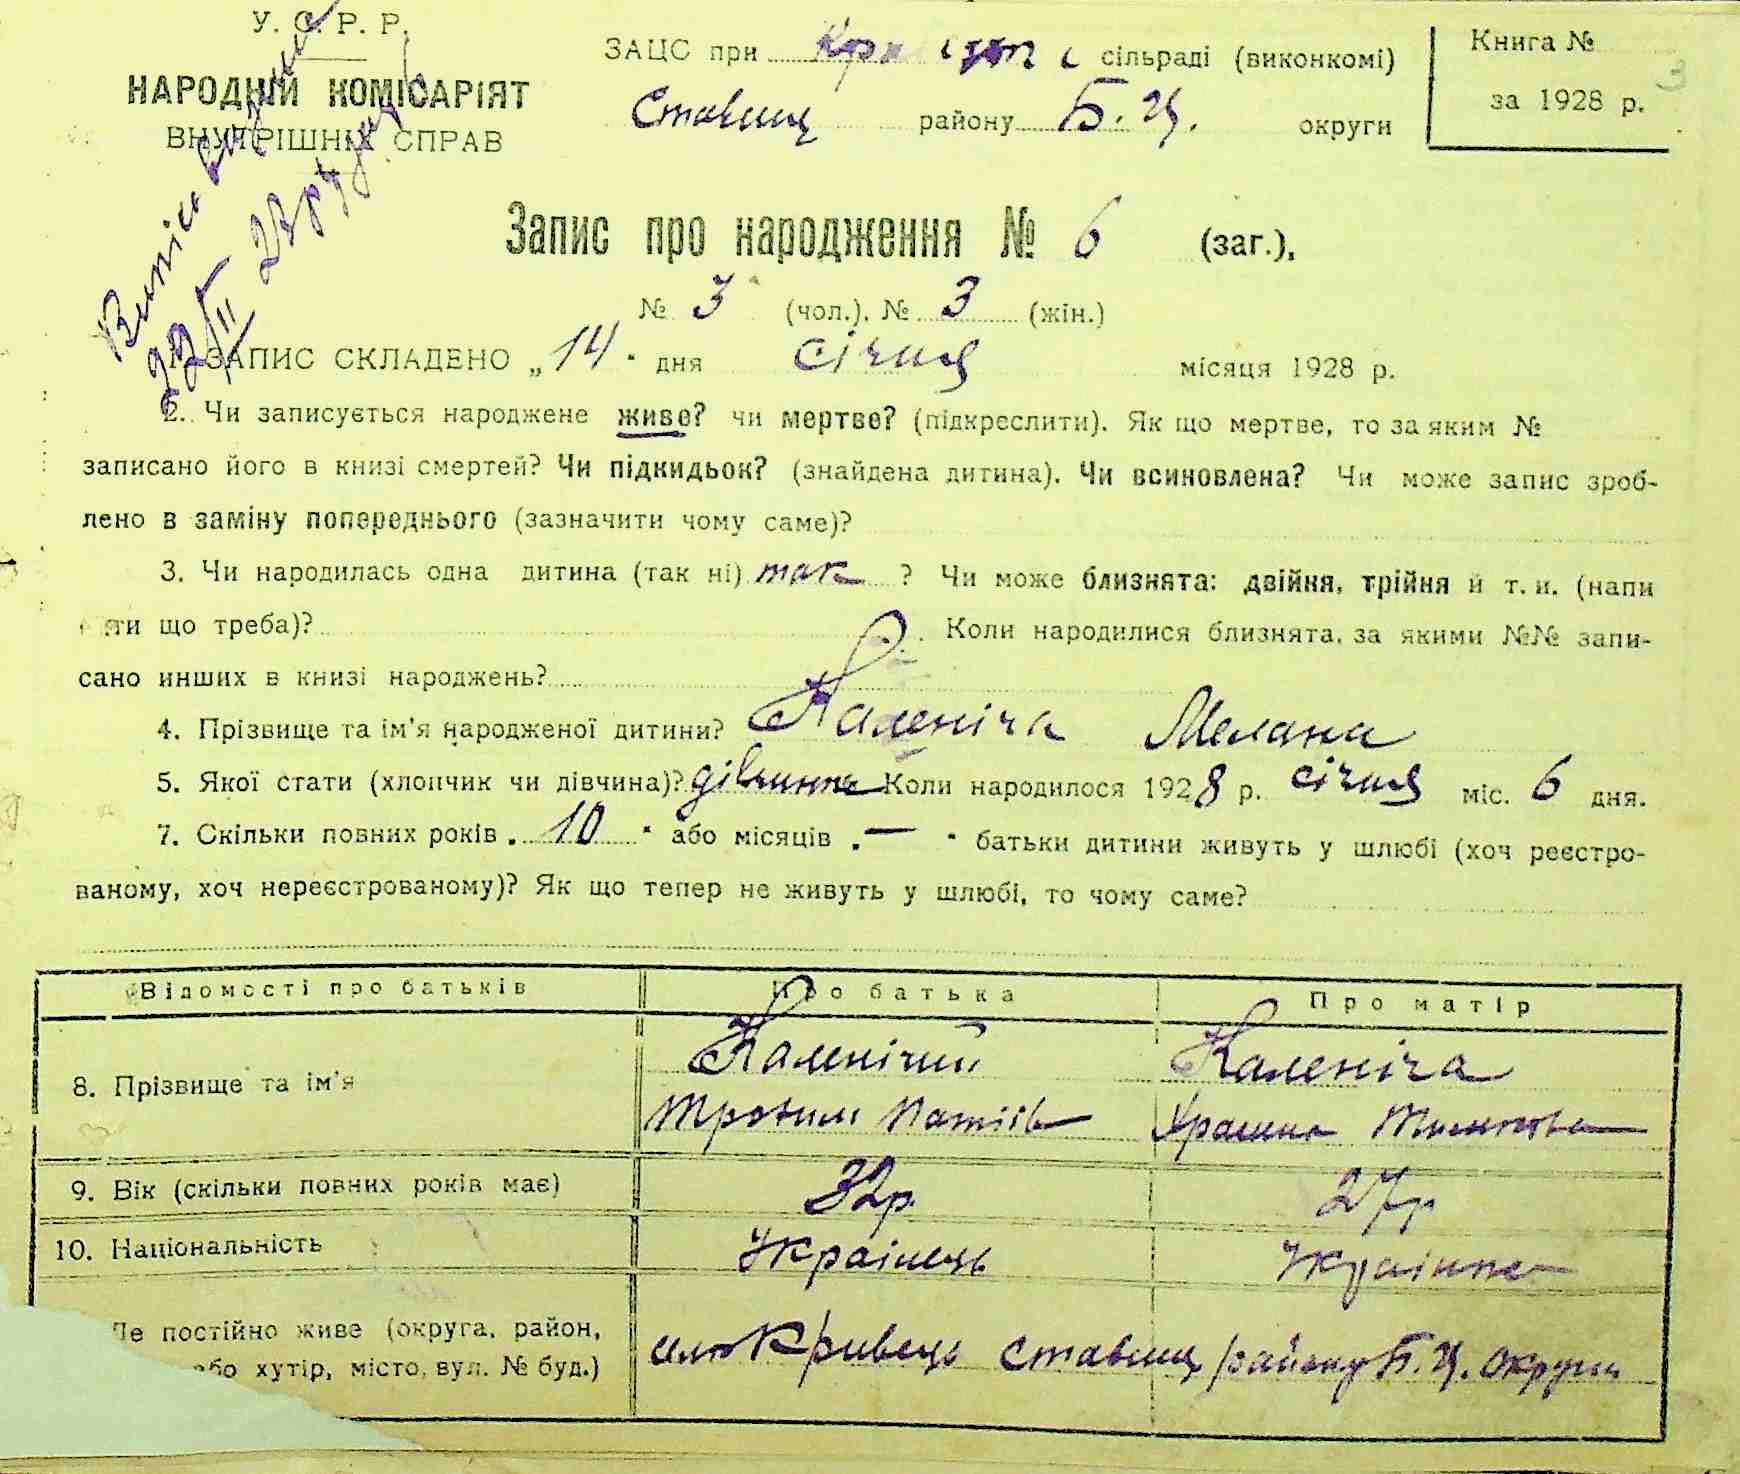 У. С. Р. Р.
НАРОДНІЙ КОМІСАРІЯТ
ВНУТРІШНІХ СПРАВ
ЗАЦС при сільраді (виконкомі)
Ставищ району Б. Ц. округи
Книга №
за 1928 р.
3
Запис про народження № 6 (заг.),
№ 3 (чол.). № 3 (жін.)
1. ЗАПИС СКЛАДЕНО „14" дня січня місяця 1928 р.
2. Чи записується народжене живе? чи мертве? (підкреслити). Як що мертве, то за яким №
записано його в книзі смертей? Чи підкидьок? (знайдена дитина). Чи всиновлена? Чи може запис зроб-
лено в заміну попереднього (зазначити чому саме)?
3. Чи народилась одна дитина (так ні) так ? Чи може близнята: двійня, трійня й т. и. (напи
ти що треба)? . Коли народилися близнята, за якими №№ запи-
сано инших в книзі народжень?
4. Прізвище та ім'я народженої дитини? Каленіча Мелана
5. Якої стати (хлопчик чи дівчина)? дівчинка Коли народилося 1928 р. січня міс. 6 дня.
7. Скільки повних років „10" або місяців „—" батьки дитини живуть у шлюбі (хоч реєстро-
ваному, хоч нереєстрованому)? Як що тепер не живуть у шлюбі, то чому саме?
Відомості про батьків Про батька Про матір
8. Прізвище та ім'я Каленічий Каленіча
9. Вік (скільки повних років має) 32р. 27р
10. Національність Українець Українка
Де постійно живе (округа, район,
або хутір, місто, вул. № буд.) Кривець Ставищ району Б. Ц. округи